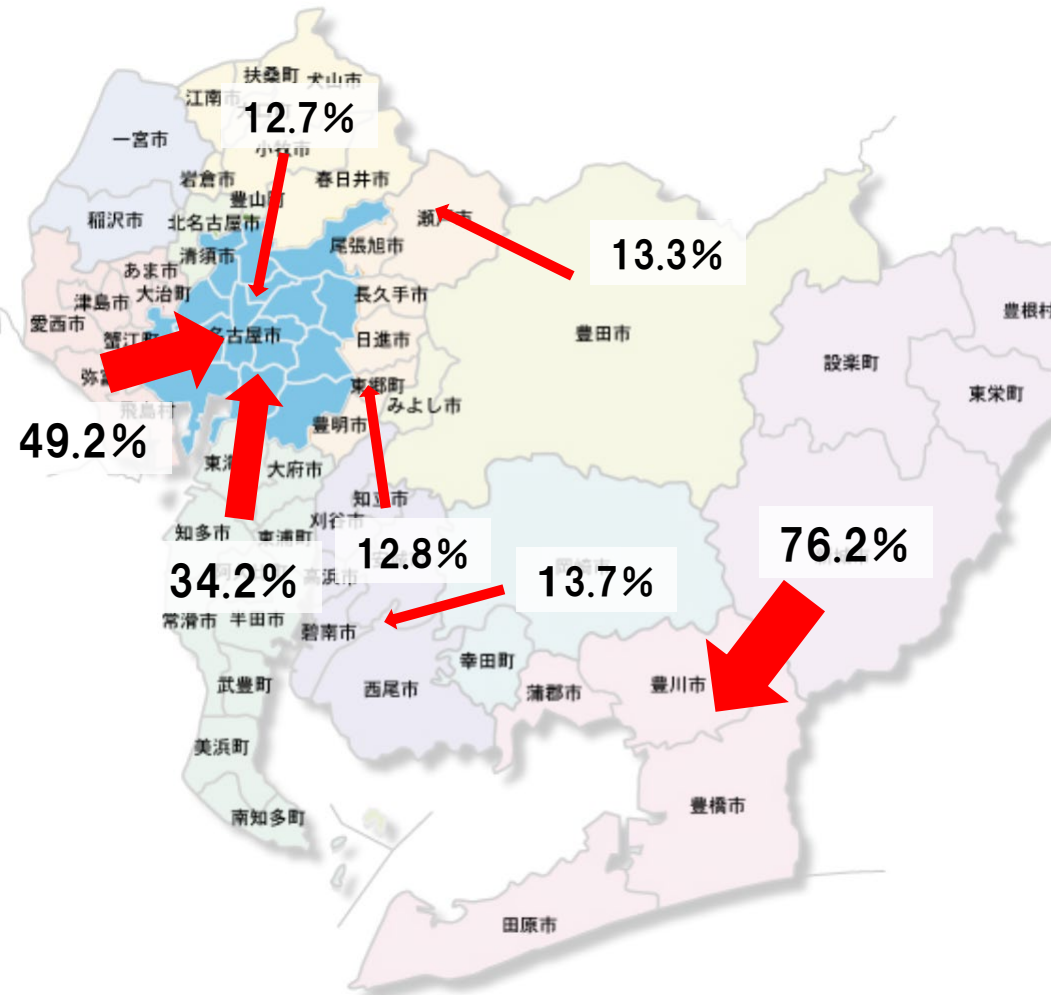 扶桑町
犬山市
江南市
12.7%
一宮市
小牧市
岩倉市
春日井市
豊山町
稲沢市
北名古屋市
瀬戸市
尾張旭市
清須市
13.3%
あま市
大治町
長久手市
津島市
豊根村
愛西市
名古屋市
日進市
豊田市
蟹江町
設楽町
東郷町
東栄町
みよし市
飛島村
豊明市
49.2%
大府市
知立市
知多市
刈谷市
東浦町
76.2%
12.8%
34.2%
高浜市
13.7%
常滑市
半田市
碧南市
幸田町
武豊町
西尾市
蒲郡市
豊川市
美浜町
南知多町
豊橋市
田原市